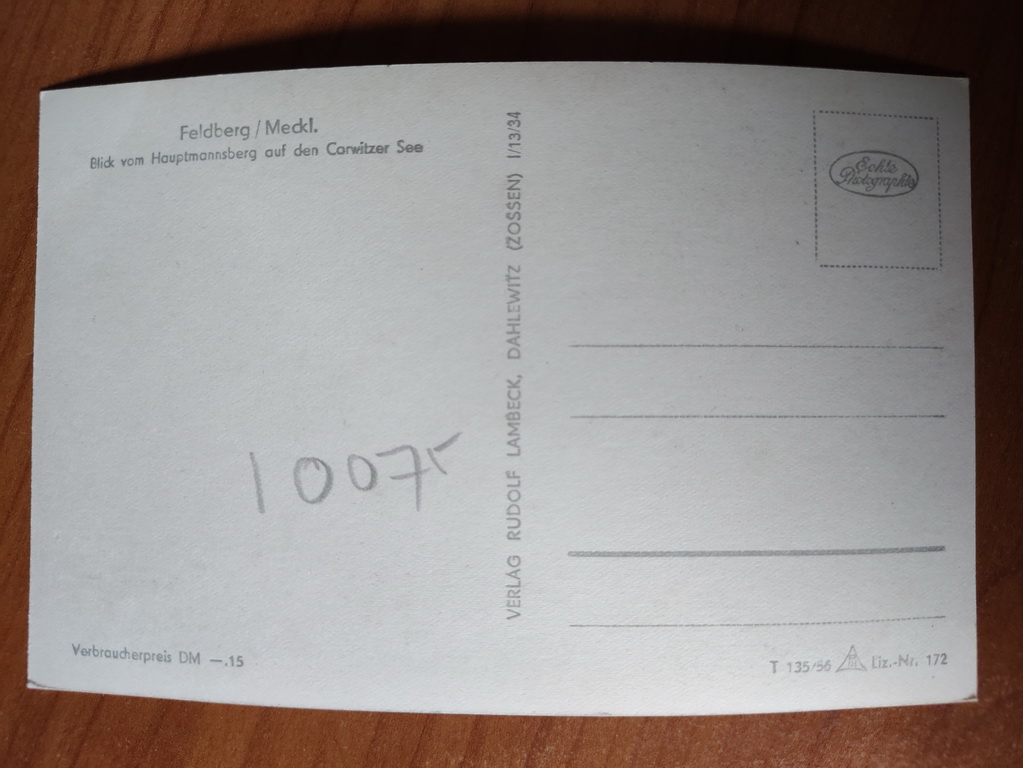 Feldberg / Meckl.
Blick vom Hauptmannsberg auf den Carwitzer See
VERLAG RUDOLF LAMBECK, DAHLEWITZ (ZOSSEN) I/13/34
Echte
Photographie
1007
Verbraucherpreis DM —.15
T 135/56 Liz.-Nr. 172